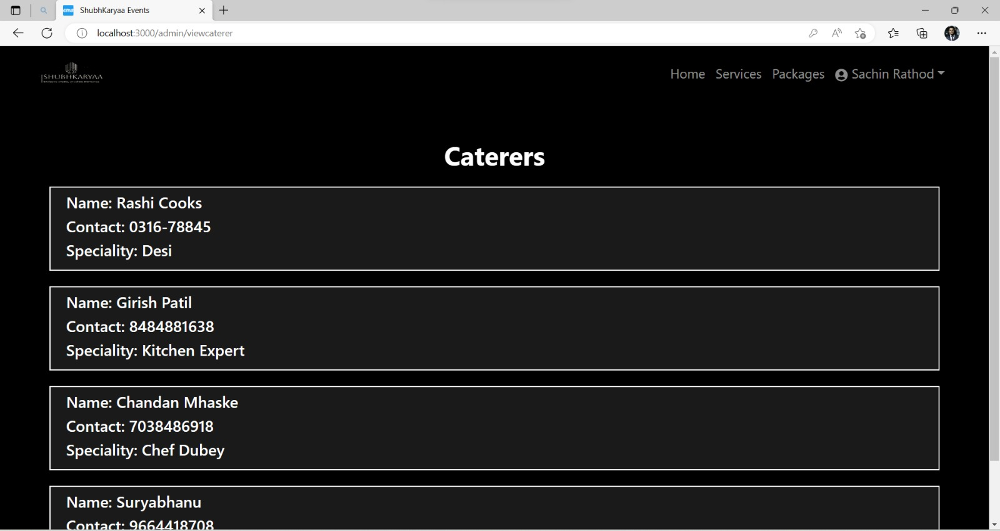 ShubhKaryaa Events
localhost:3000/admin/viewcaterer
SHUBHKARYAA
Home Services Packages Sachin Rathod
Caterers
Name: Rashi Cooks
Contact: 0316-78845
Speciality: Desi
Name: Girish Patil
Contact: 8484881638
Speciality: Kitchen Expert
Name: Chandan Mhaske
Contact: 7038486918
Speciality: Chef Dubey
Name: Suryabhanu
Contact: 9664418708